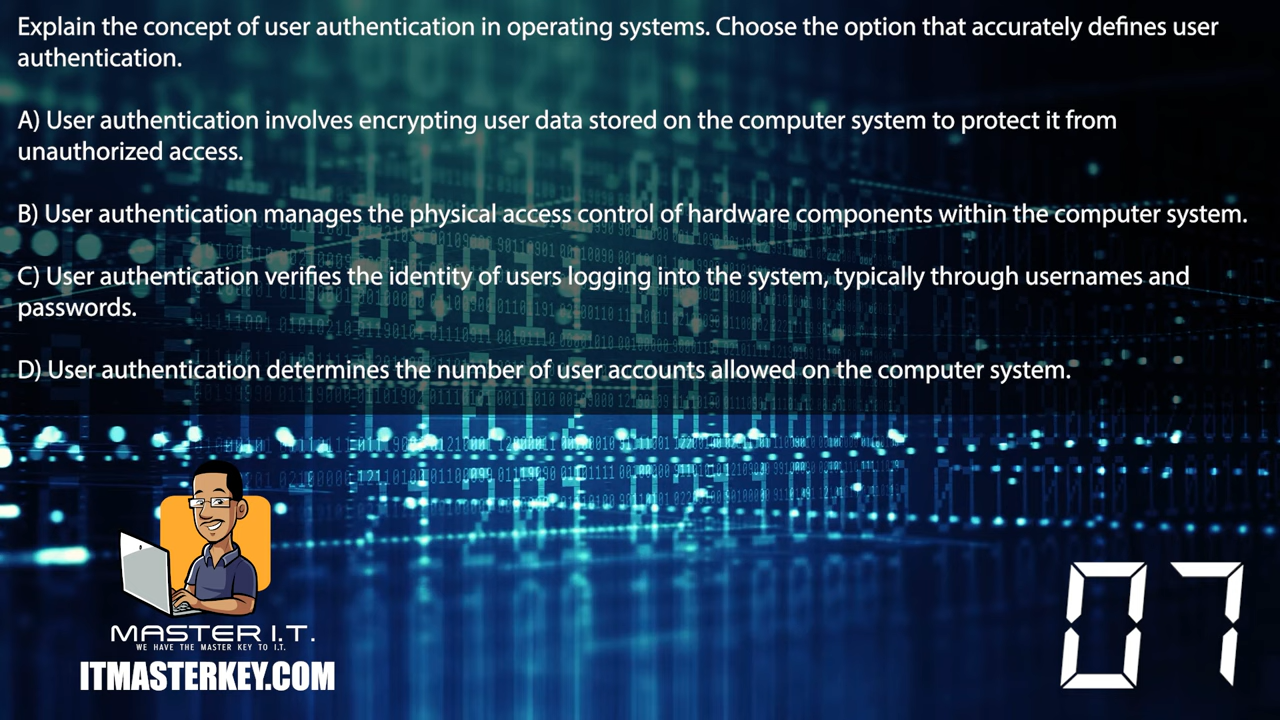 Explain the concept of user authentication in operating systems. Choose the option that accurately defines user
authentication.
A) User authentication involves encrypting user data stored on the computer system to protect it from
unauthorized access.
B) User authentication manages the physical access control of hardware components within the computer system.
C) User authentication verifies the identity of users logging into the system, typically through usernames and
passwords.
D) User authentication determines the number of user accounts allowed on the computer system.
MASTER I.T.
WE HAVE THE MASTER KEY TO I.T.
ITMASTERKEY.COM
07